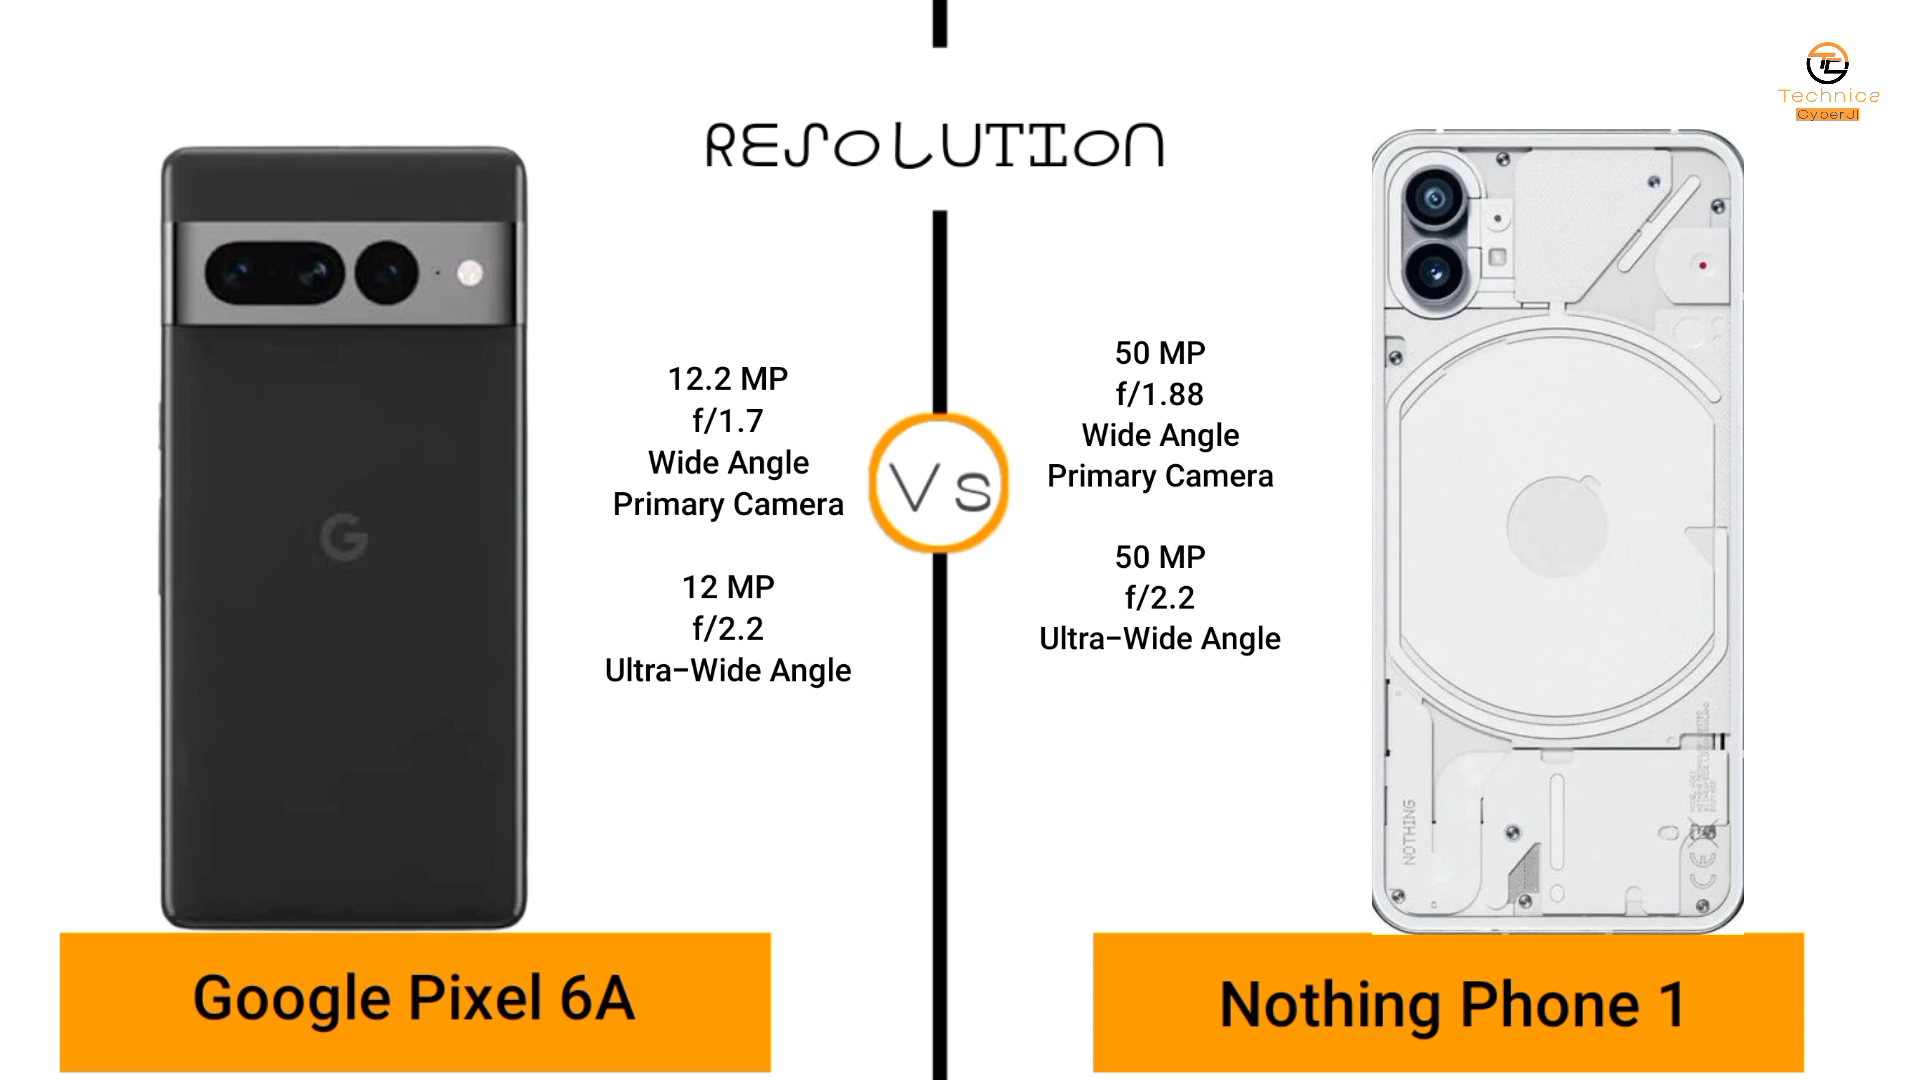 Technica
CyberJI
RESOLUTION
12.2 MP
f/1.7
Wide Angle
Primary Camera
12 MP
f/2.2
Ultra-Wide Angle
Vs
50 MP
f/1.88
Wide Angle
Primary Camera
50 MP
f/2.2
Ultra-Wide Angle
NOTHING
Google Pixel 6A
Nothing Phone 1